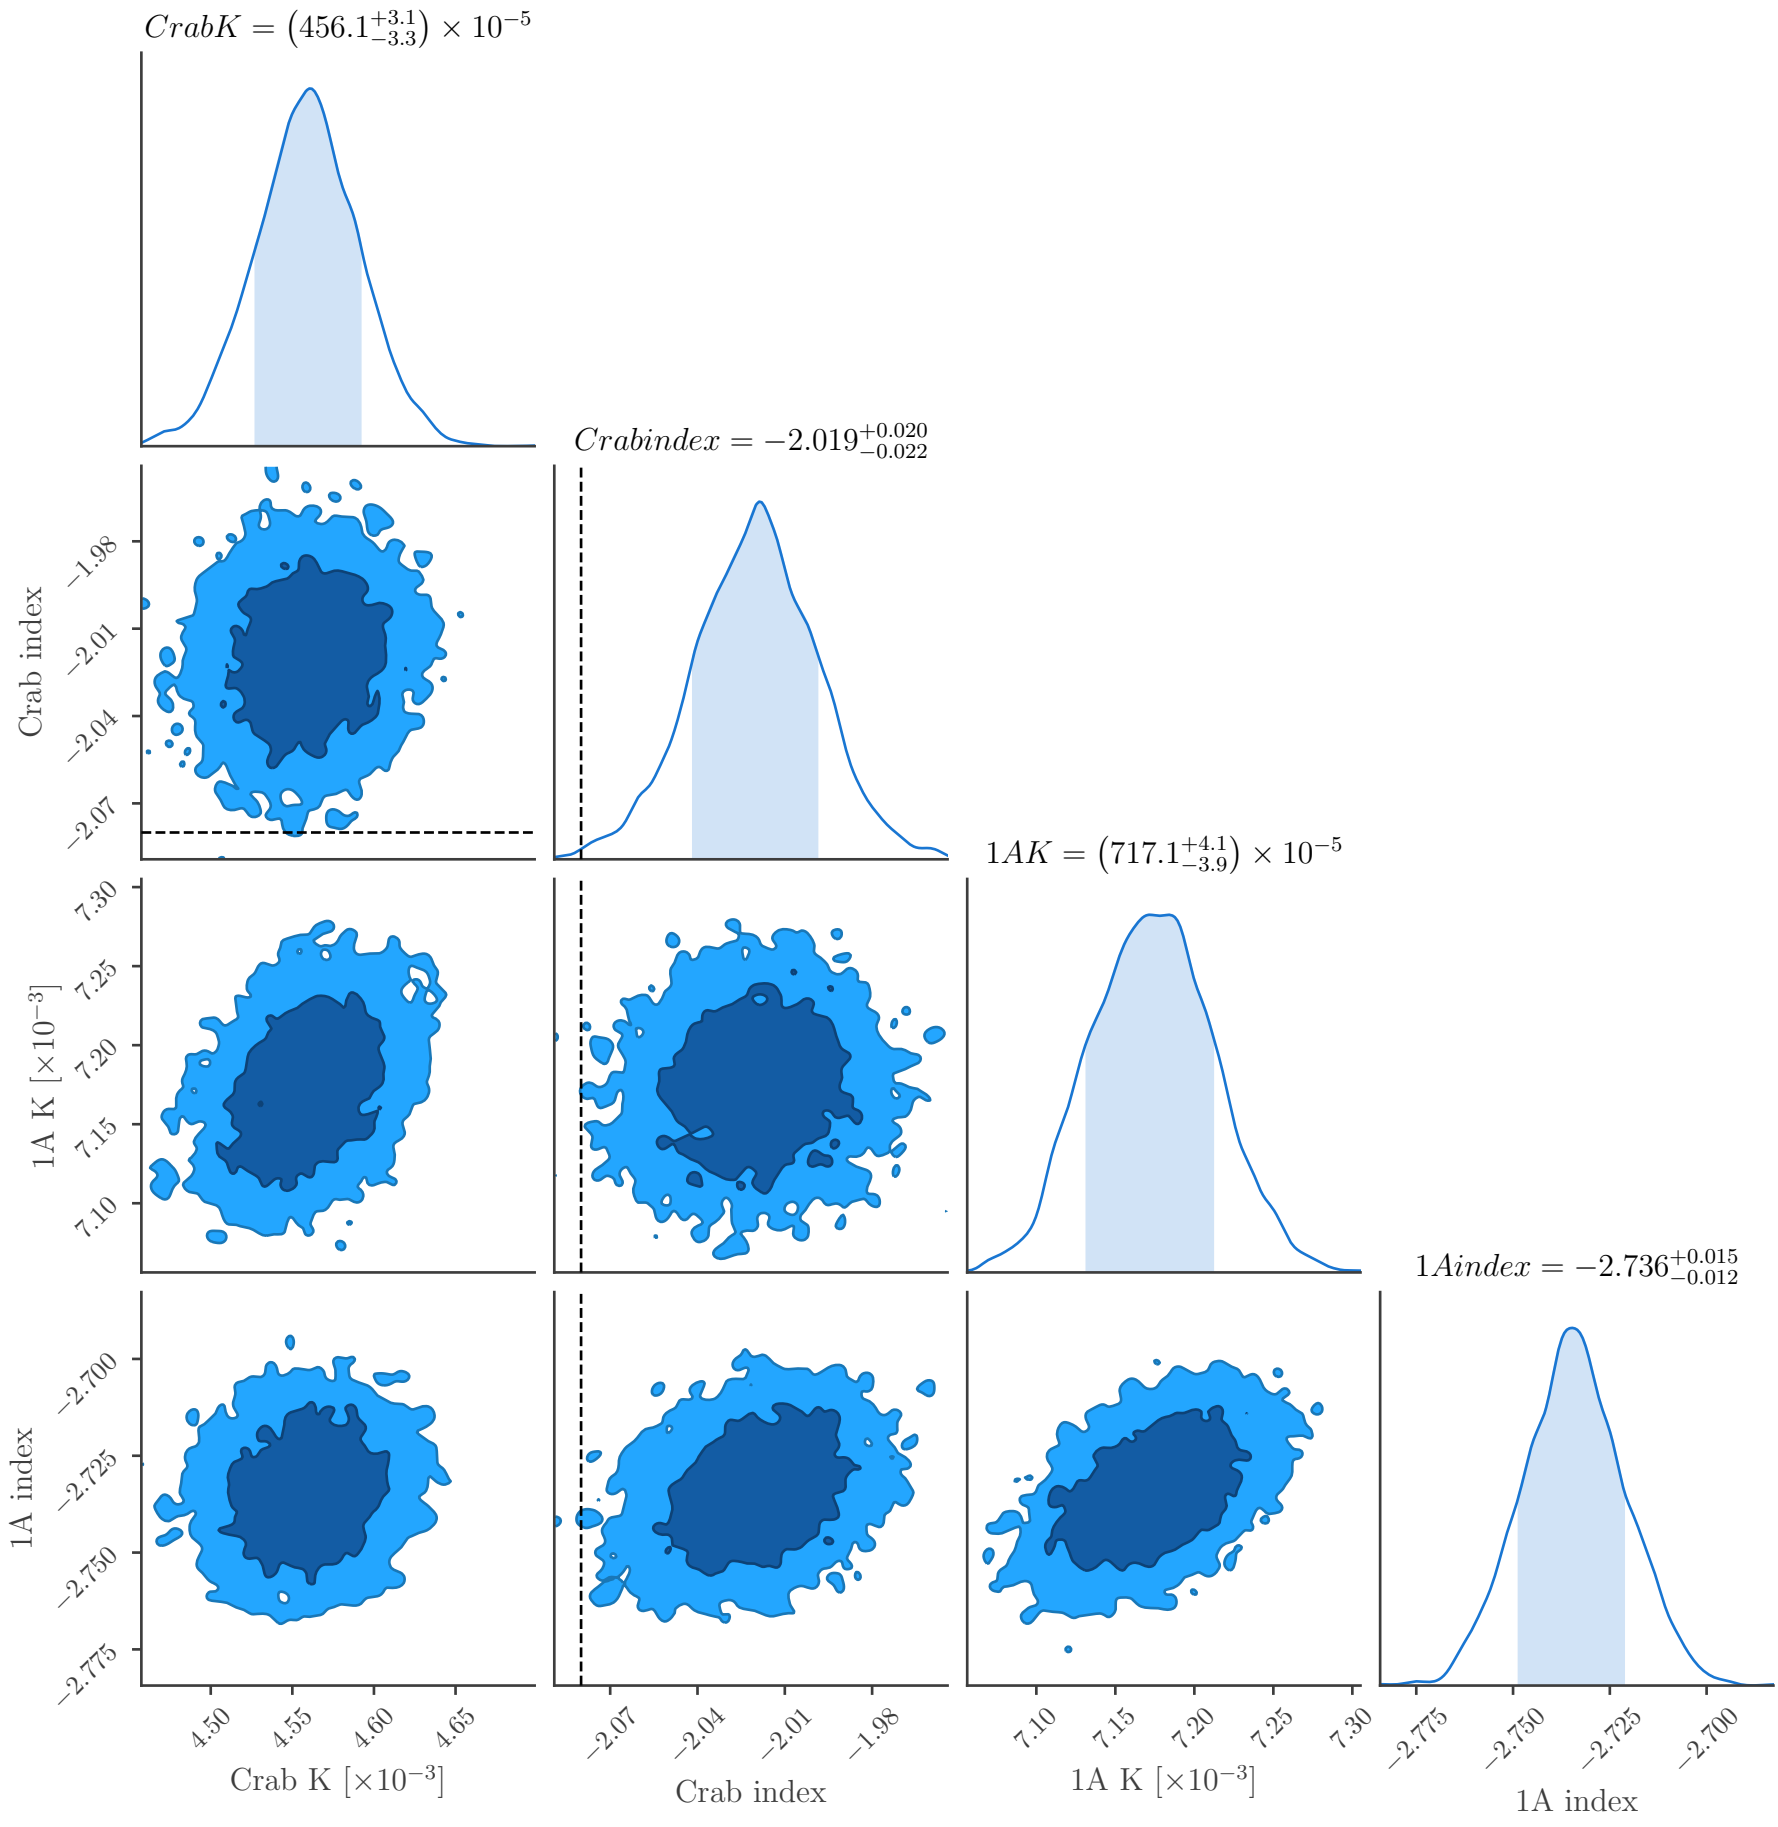 CrabK = (456.1^{+3.1}_{−3.3}) × 10^{−5}
Crabindex = −2.019^{+0.020}_{−0.022}
−1.98
−2.01
−2.04
−2.07
Crab index
1AK = (717.1^{+4.1}_{−3.9}) × 10^{−5}
7.30
7.25
7.20
7.15
7.10
1A K [×10^{−3}]
1Aindex = −2.736^{+0.015}_{−0.012}
−2.700
−2.725
−2.750
−2.775
1A index
4.50 4.55 4.60 4.65
Crab K [×10^{−3}]
−2.07 −2.04 −2.01 −1.98
Crab index
7.10 7.15 7.20 7.25 7.30
1A K [×10^{−3}]
−2.775 −2.750 −2.725 −2.700
1A index